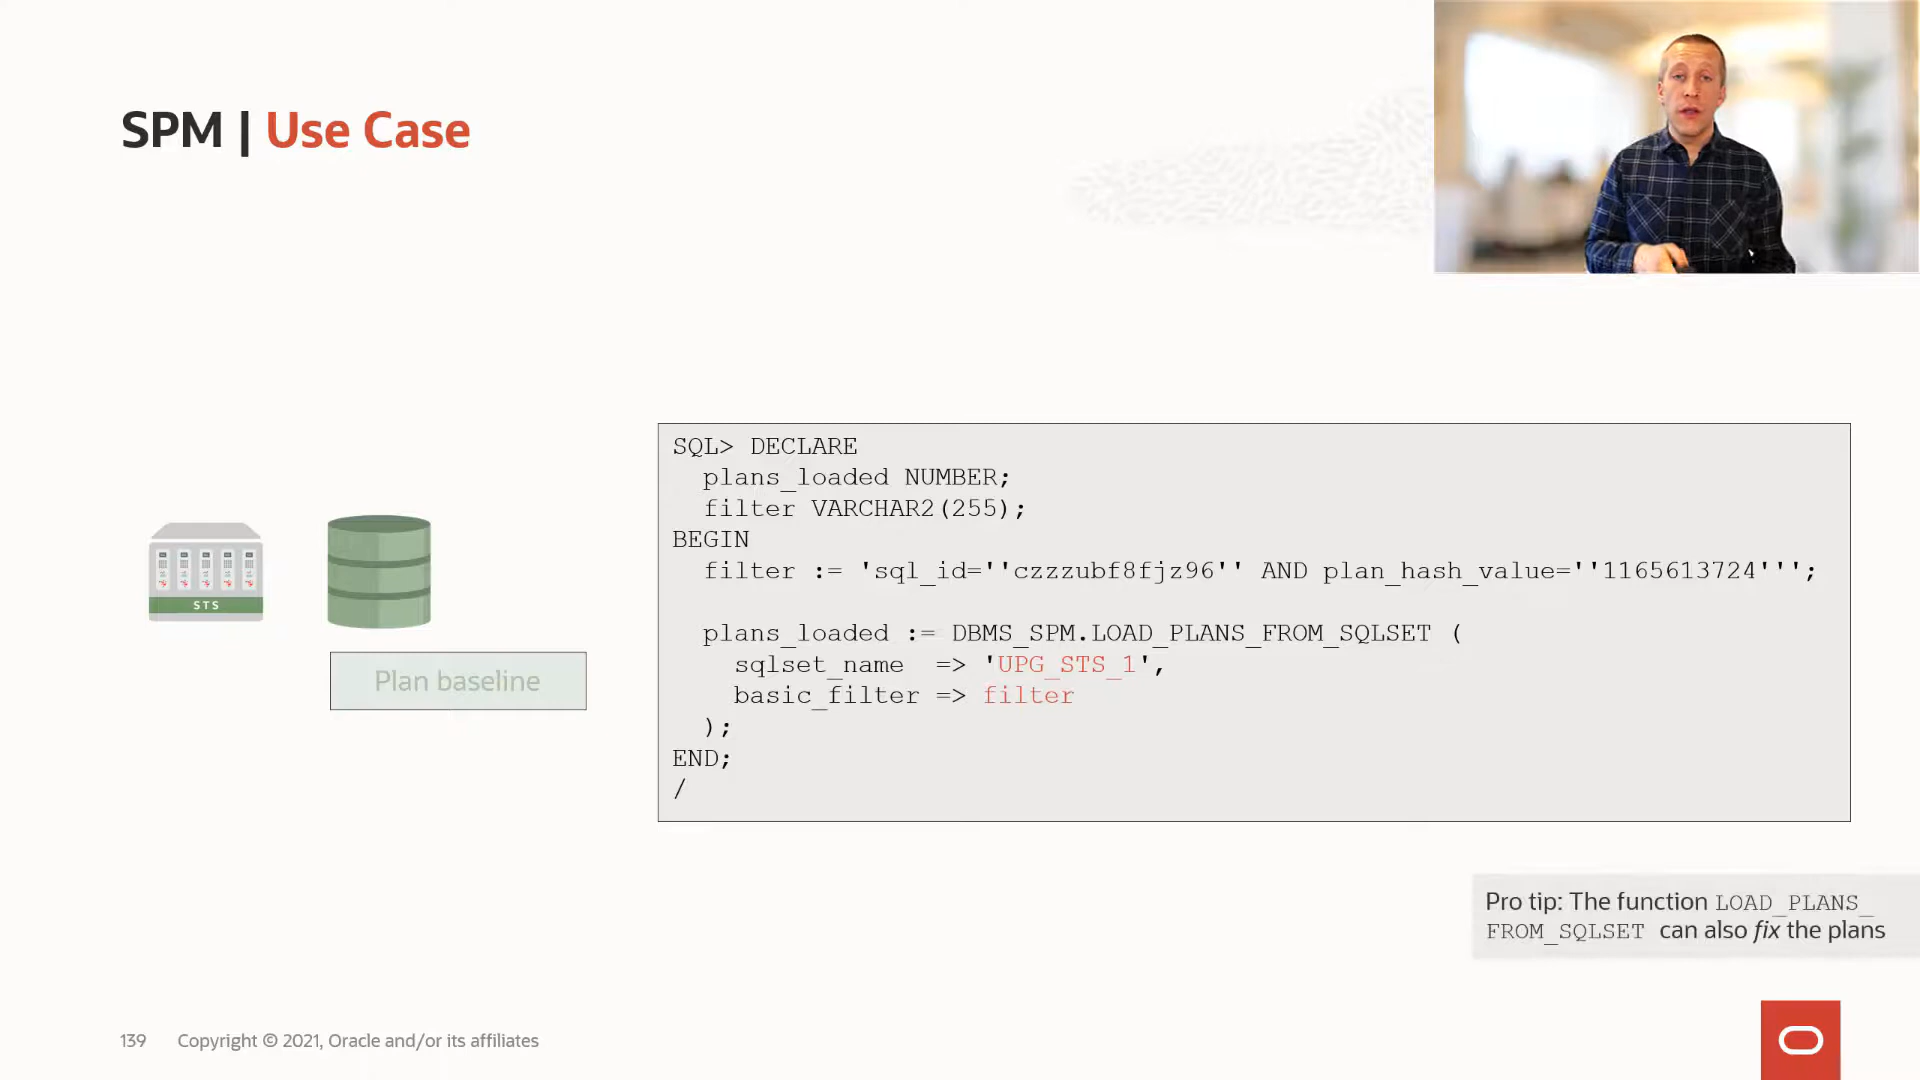 SPM | Use Case
SQL> DECLARE
  plans_loaded NUMBER;
  filter VARCHAR2(255);
BEGIN
  filter := 'sql_id=''czzzubf8fjz96'' AND plan_hash_value=''1165613724''';
  plans_loaded := DBMS_SPM.LOAD_PLANS_FROM_SQLSET (
    sqlset_name  => 'UPG_STS_1',
    basic_filter => filter
  );
END;
/
STS
Plan baseline
Pro tip: The function LOAD_PLANS_
FROM_SQLSET can also fix the plans
139 Copyright © 2021, Oracle and/or its affiliates